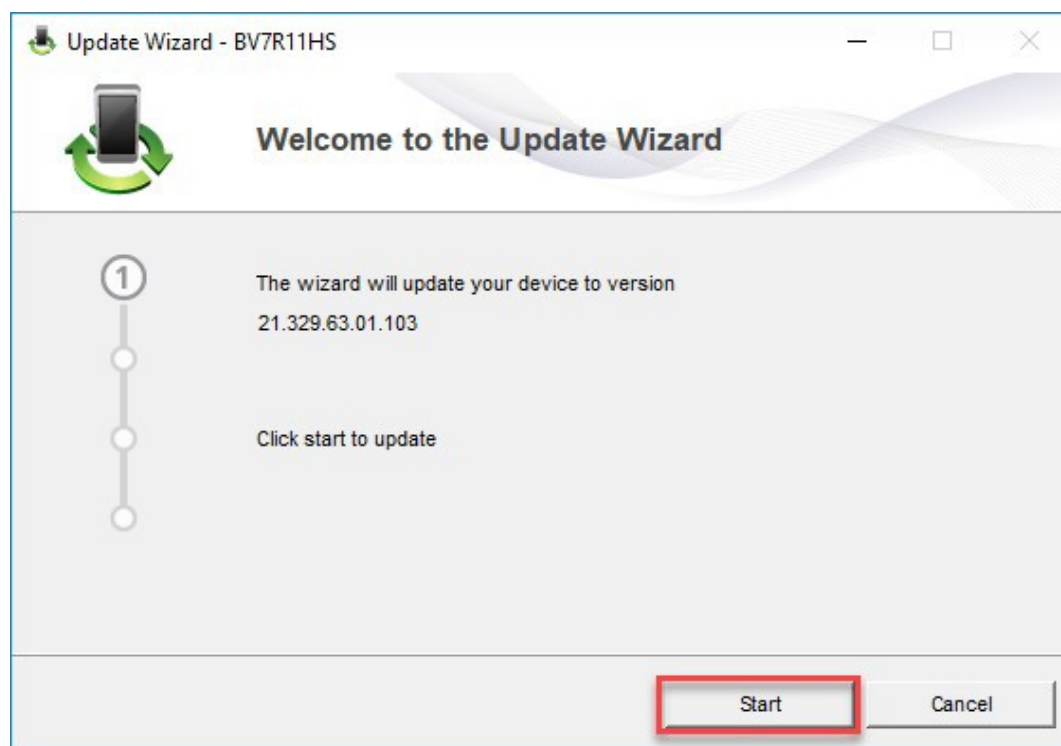 Update Wizard - BV7R11HS
Welcome to the Update Wizard
1
The wizard will update your device to version
21.329.63.01.103
Click start to update
Start
Cancel